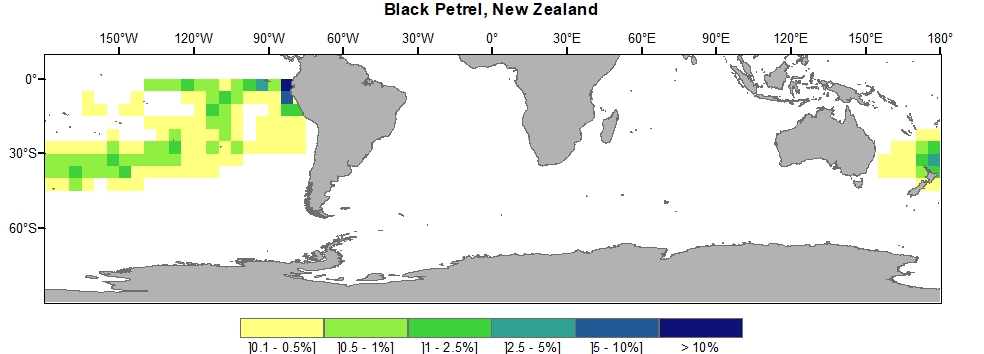 Black Petrel, New Zealand
150°W 120°W 90°W 60°W 30°W 0° 30°E 60°E 90°E 120°E 150°E 180°
0°
30°S
60°S
]0.1 - 0.5%] ]0.5 - 1%] ]1 - 2.5%] ]2.5 - 5%] ]5 - 10%] > 10%